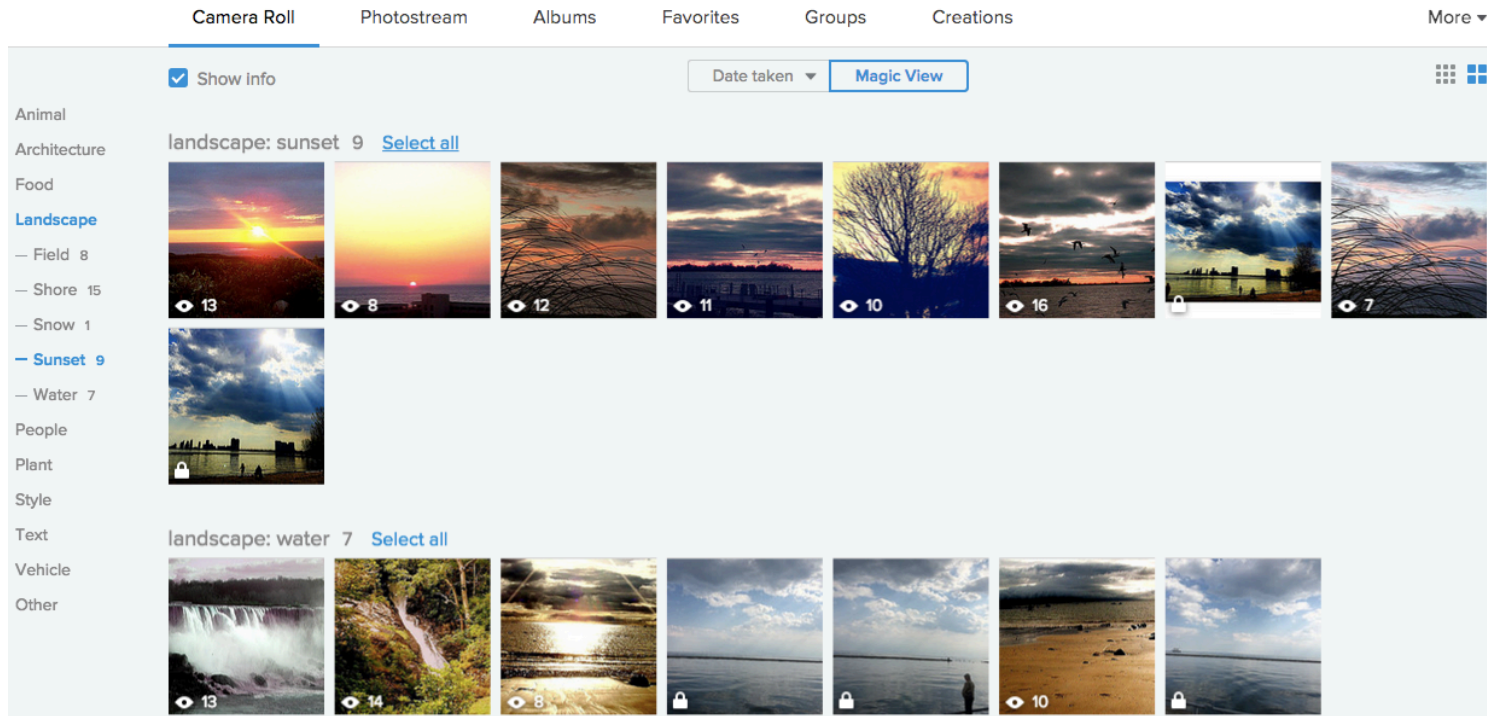 Camera Roll Photostream Albums Favorites Groups Creations More
Show info Date taken Magic View
Animal
Architecture
Food
Landscape
– Field 8
– Shore 15
– Snow 1
– Sunset 9
– Water 7
People
Plant
Style
Text
Vehicle
Other
landscape: sunset 9 Select all
13 8 12 11 10 16 7
landscape: water 7 Select all
13 14 8 10